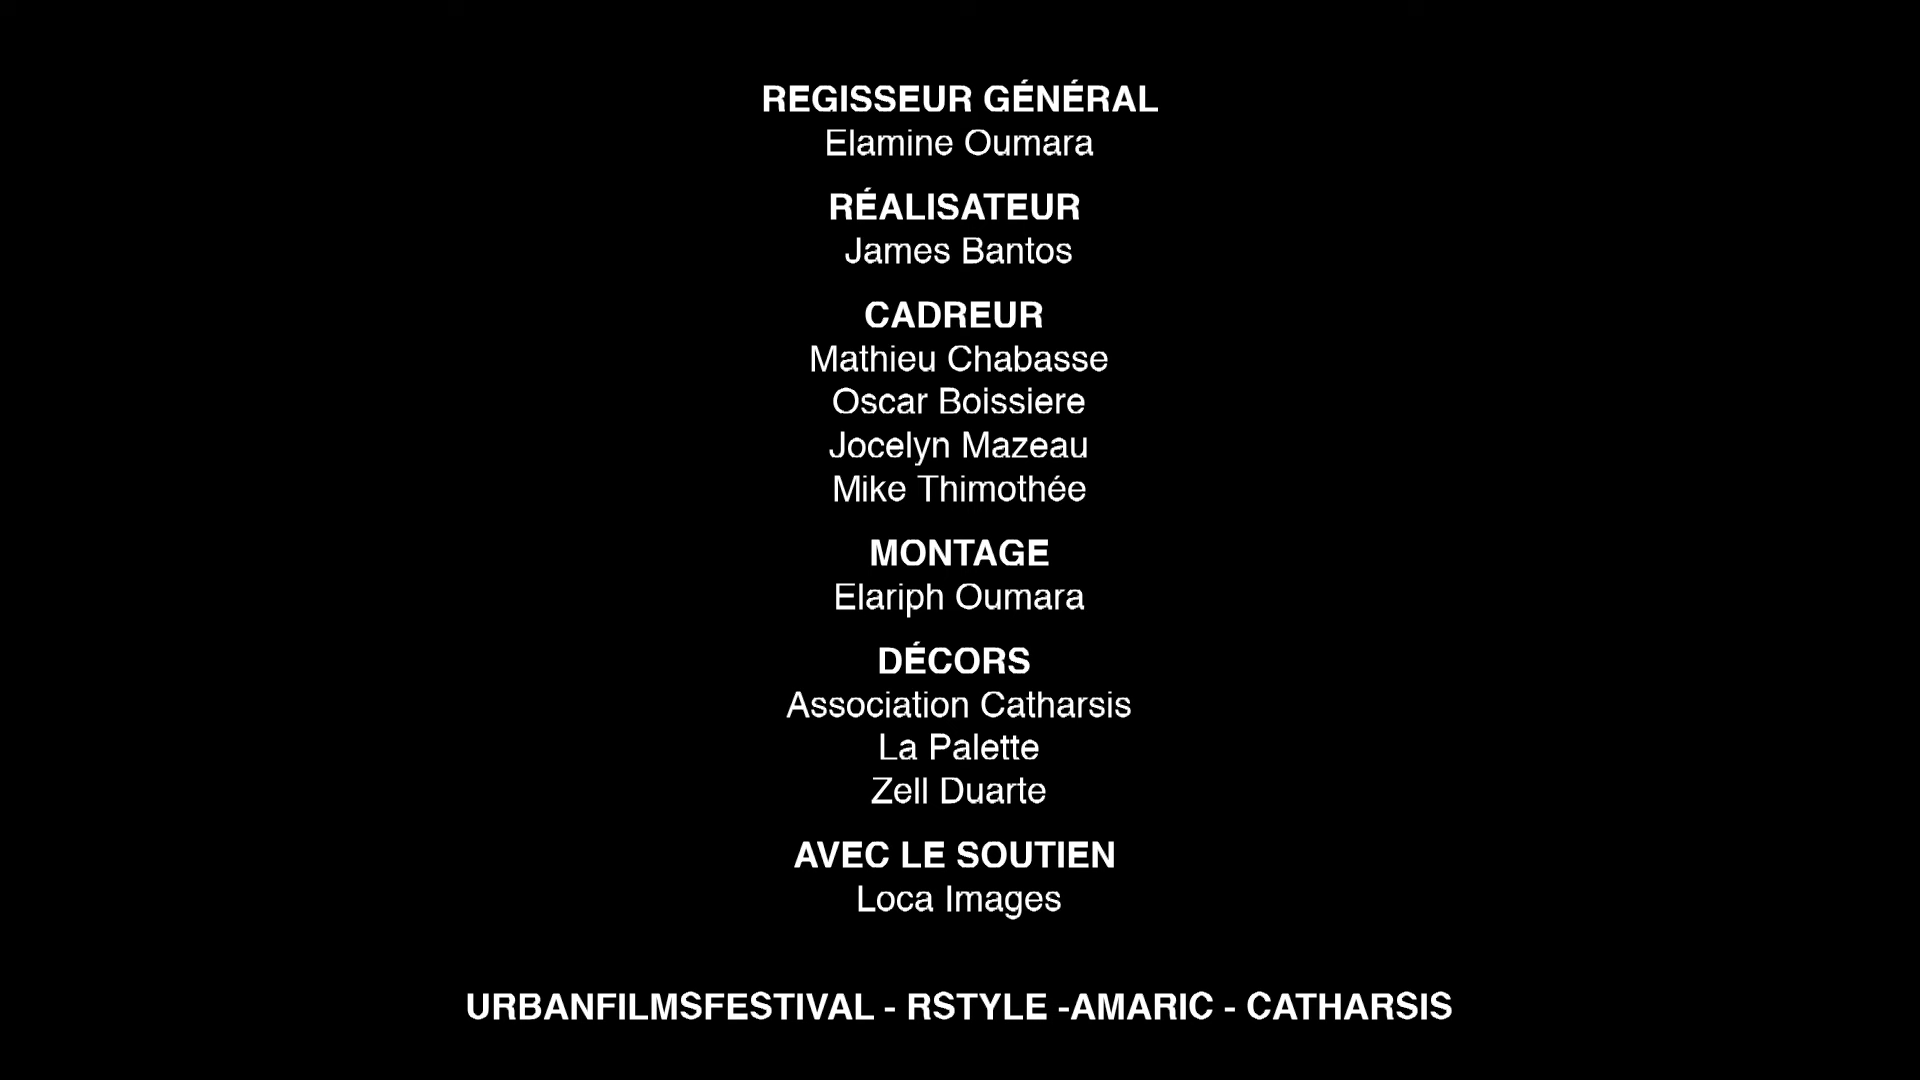 REGISSEUR GÉNÉRAL
Elamine Oumara
RÉALISATEUR
James Bantos
CADREUR
Mathieu Chabasse
Oscar Boissiere
Jocelyn Mazeau
Mike Thimothée
MONTAGE
Elariph Oumara
DÉCORS
Association Catharsis
La Palette
Zell Duarte
AVEC LE SOUTIEN
Loca Images
URBANFILMSFESTIVAL - RSTYLE -AMARIC - CATHARSIS